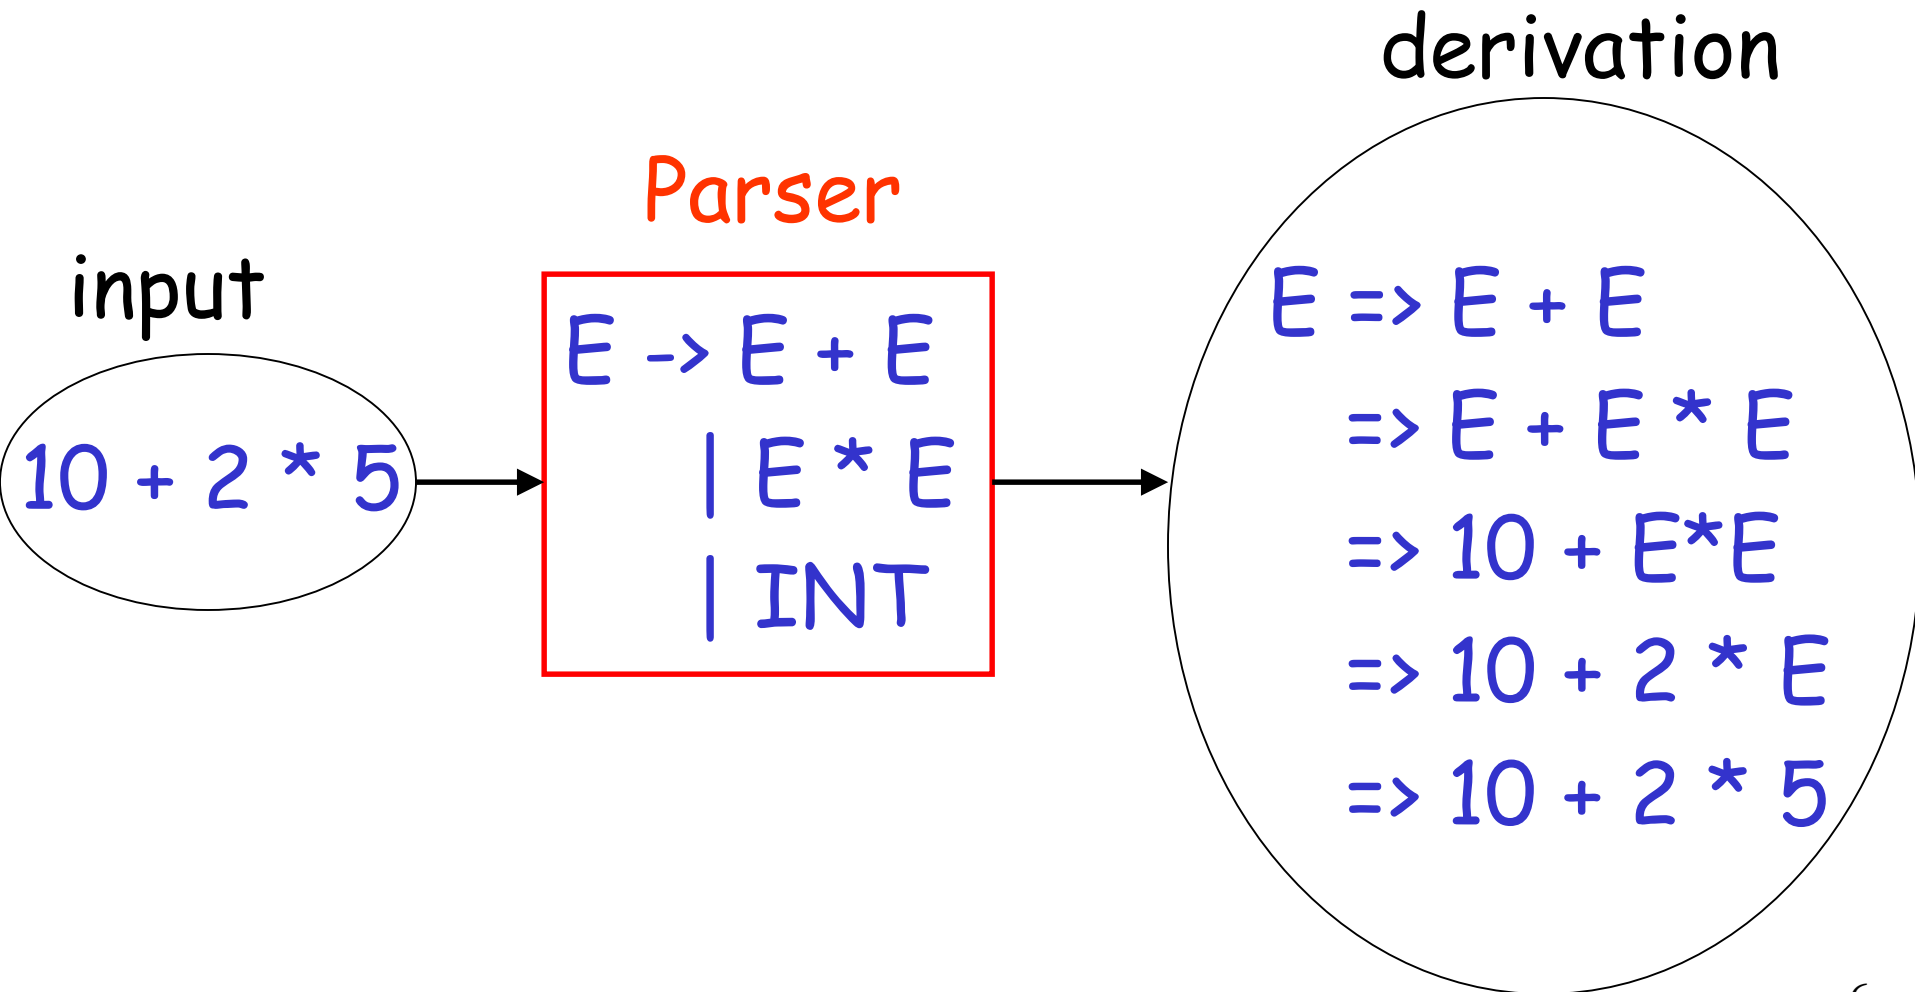 input
10 + 2 * 5
Parser
E -> E + E
| E * E
| INT
derivation
E => E + E
=> E + E * E
=> 10 + E*E
=> 10 + 2 * E
=> 10 + 2 * 5